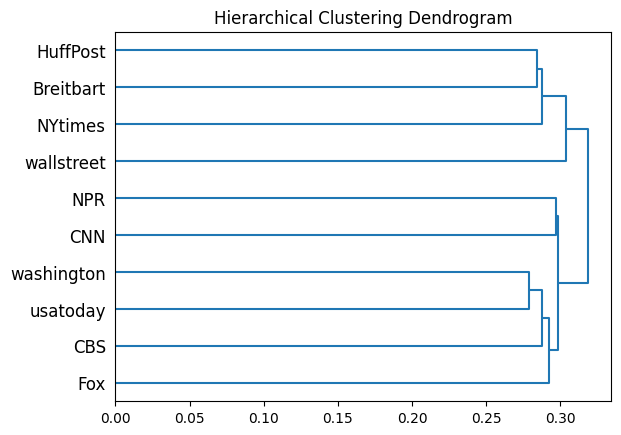 Hierarchical Clustering Dendrogram
HuffPost
Breitbart
NYtimes
wallstreet
NPR
CNN
washington
usatoday
CBS
Fox
0.00 0.05 0.10 0.15 0.20 0.25 0.30